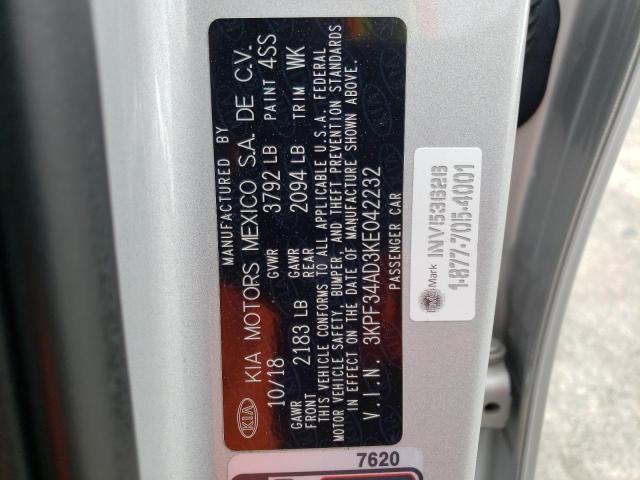 KIA
MANUFACTURED BY
KIA MOTORS MEXICO S.A. DE C.V.
10/18 GVWR 3792 LB PAINT 4SS
GAWR FRONT 2183 LB GAWR REAR 2094 LB TRIM WK
THIS VEHICLE CONFORMS TO ALL APPLICABLE U.S.A. FEDERAL
MOTOR VEHICLE SAFETY, BUMPER, AND THEFT PREVENTION STANDARDS
IN EFFECT ON THE DATE OF MANUFACTURE SHOWN ABOVE.
V.I.N. 3KPF34AD3KE042232
PASSENGER CAR
Mark
1-877-705-4001
7620